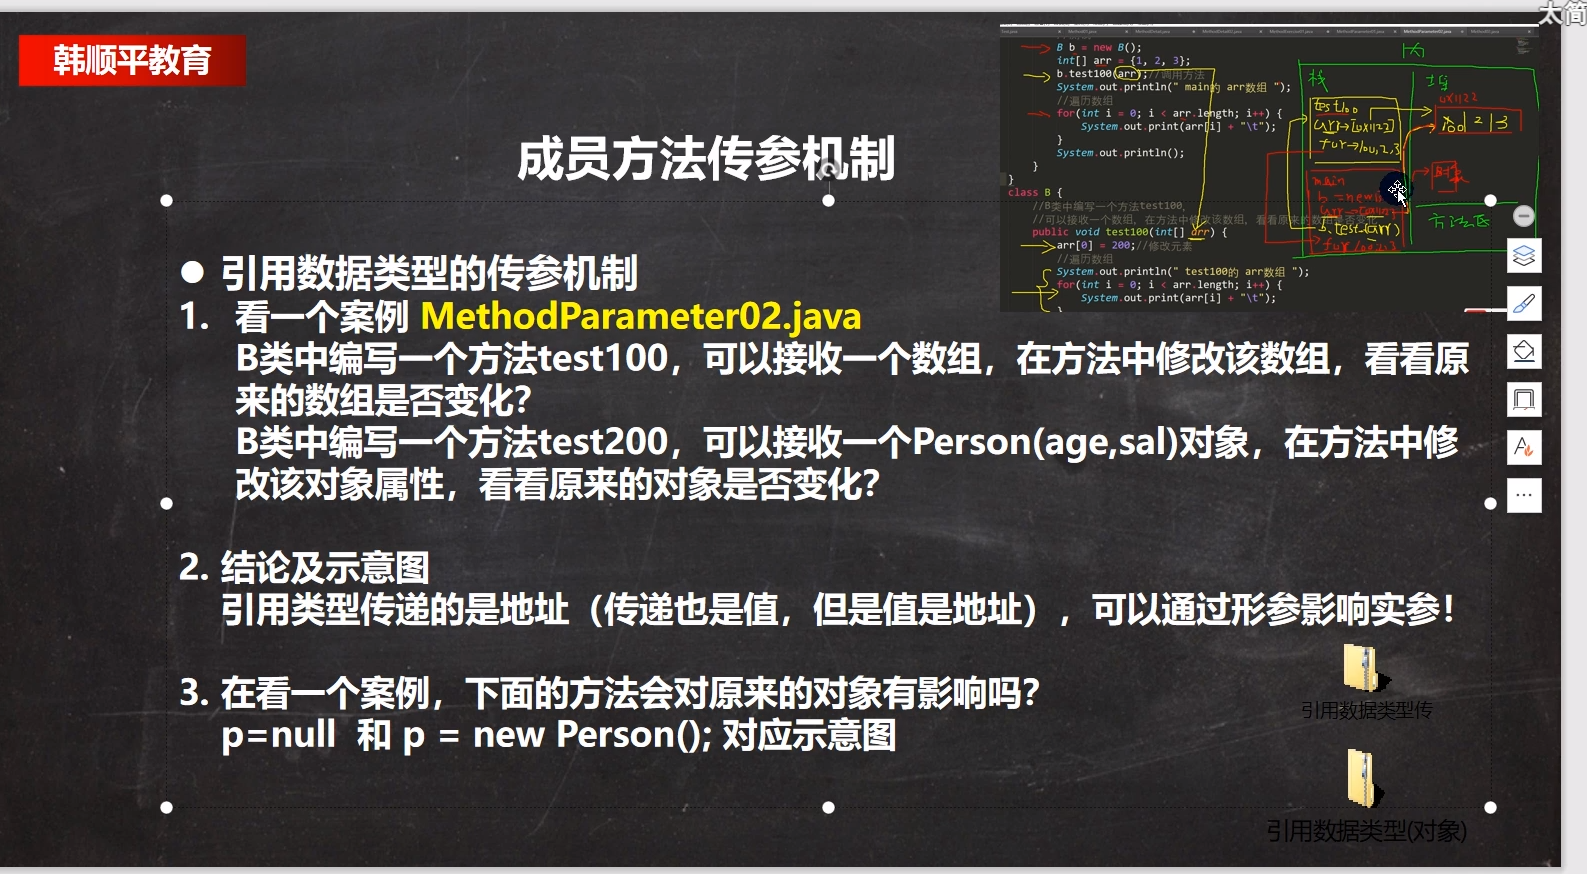 太简
韩顺平教育
成员方法传参机制
引用数据类型的传参机制
1. 看一个案例 MethodParameter02.java
B类中编写一个方法test100，可以接收一个数组，在方法中修改该数组，看看原
来的数组是否变化？
B类中编写一个方法test200，可以接收一个Person(age,sal)对象，在方法中修
改该对象属性，看看原来的对象是否变化？
2. 结论及示意图
引用类型传递的是地址（传递也是值，但是值是地址），可以通过形参影响实参！
3. 在看一个案例，下面的方法会对原来的对象有影响吗？
p=null 和 p = new Person(); 对应示意图
B b = new B();
int[] arr = {1, 2, 3};
b.test100(arr);//调用方法
System.out.println(" main的 arr数组 ");
//遍历数组
for(int i = 0; i < arr.length; i++) {
System.out.print(arr[i] + "\t");
}
System.out.println();
}
}
class B {
//B类中编写一个方法test100，
//可以接收一个数组，在方法中修改该数组，看看原来的数组是否变化
public void test100(int[] arr) {
arr[0] = 200;//修改元素
//遍历数组
System.out.println(" test100的 arr数组 ");
for(int i = 0; i < arr.length; i++) {
System.out.print(arr[i] + "\t");
}
栈
test100
main
b.test(arr)
引用数据类型传
引用数据类型(对象)